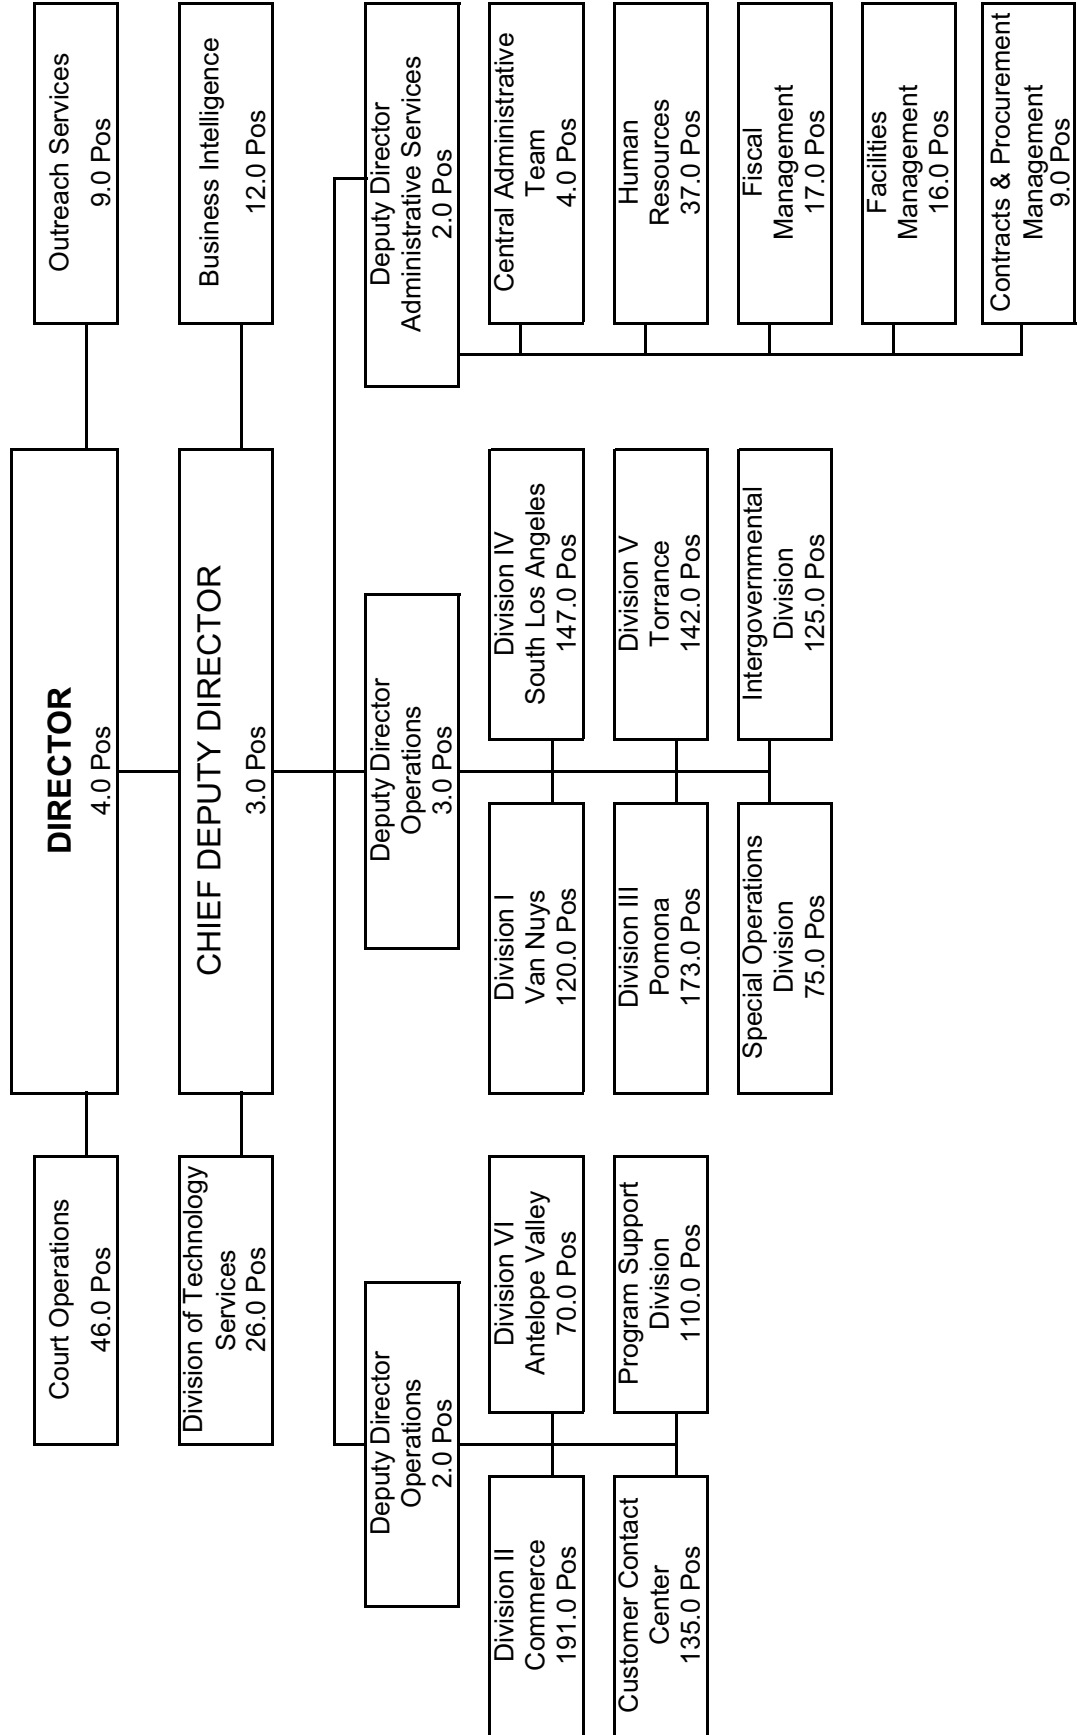 DIRECTOR
4.0 Pos
Court Operations
46.0 Pos
Outreach Services
9.0 Pos
CHIEF DEPUTY DIRECTOR
3.0 Pos
Division of Technology
Services
26.0 Pos
Business Intelligence
12.0 Pos
Deputy Director
Operations
2.0 Pos
Deputy Director
Operations
3.0 Pos
Deputy Director
Administrative Services
2.0 Pos
Division II
Commerce
191.0 Pos
Division VI
Antelope Valley
70.0 Pos
Customer Contact
Center
135.0 Pos
Program Support
Division
110.0 Pos
Division I
Van Nuys
120.0 Pos
Division IV
South Los Angeles
147.0 Pos
Division III
Pomona
173.0 Pos
Division V
Torrance
142.0 Pos
Special Operations
Division
75.0 Pos
Intergovernmental
Division
125.0 Pos
Central Administrative
Team
4.0 Pos
Human
Resources
37.0 Pos
Fiscal
Management
17.0 Pos
Facilities
Management
16.0 Pos
Contracts & Procurement
Management
9.0 Pos